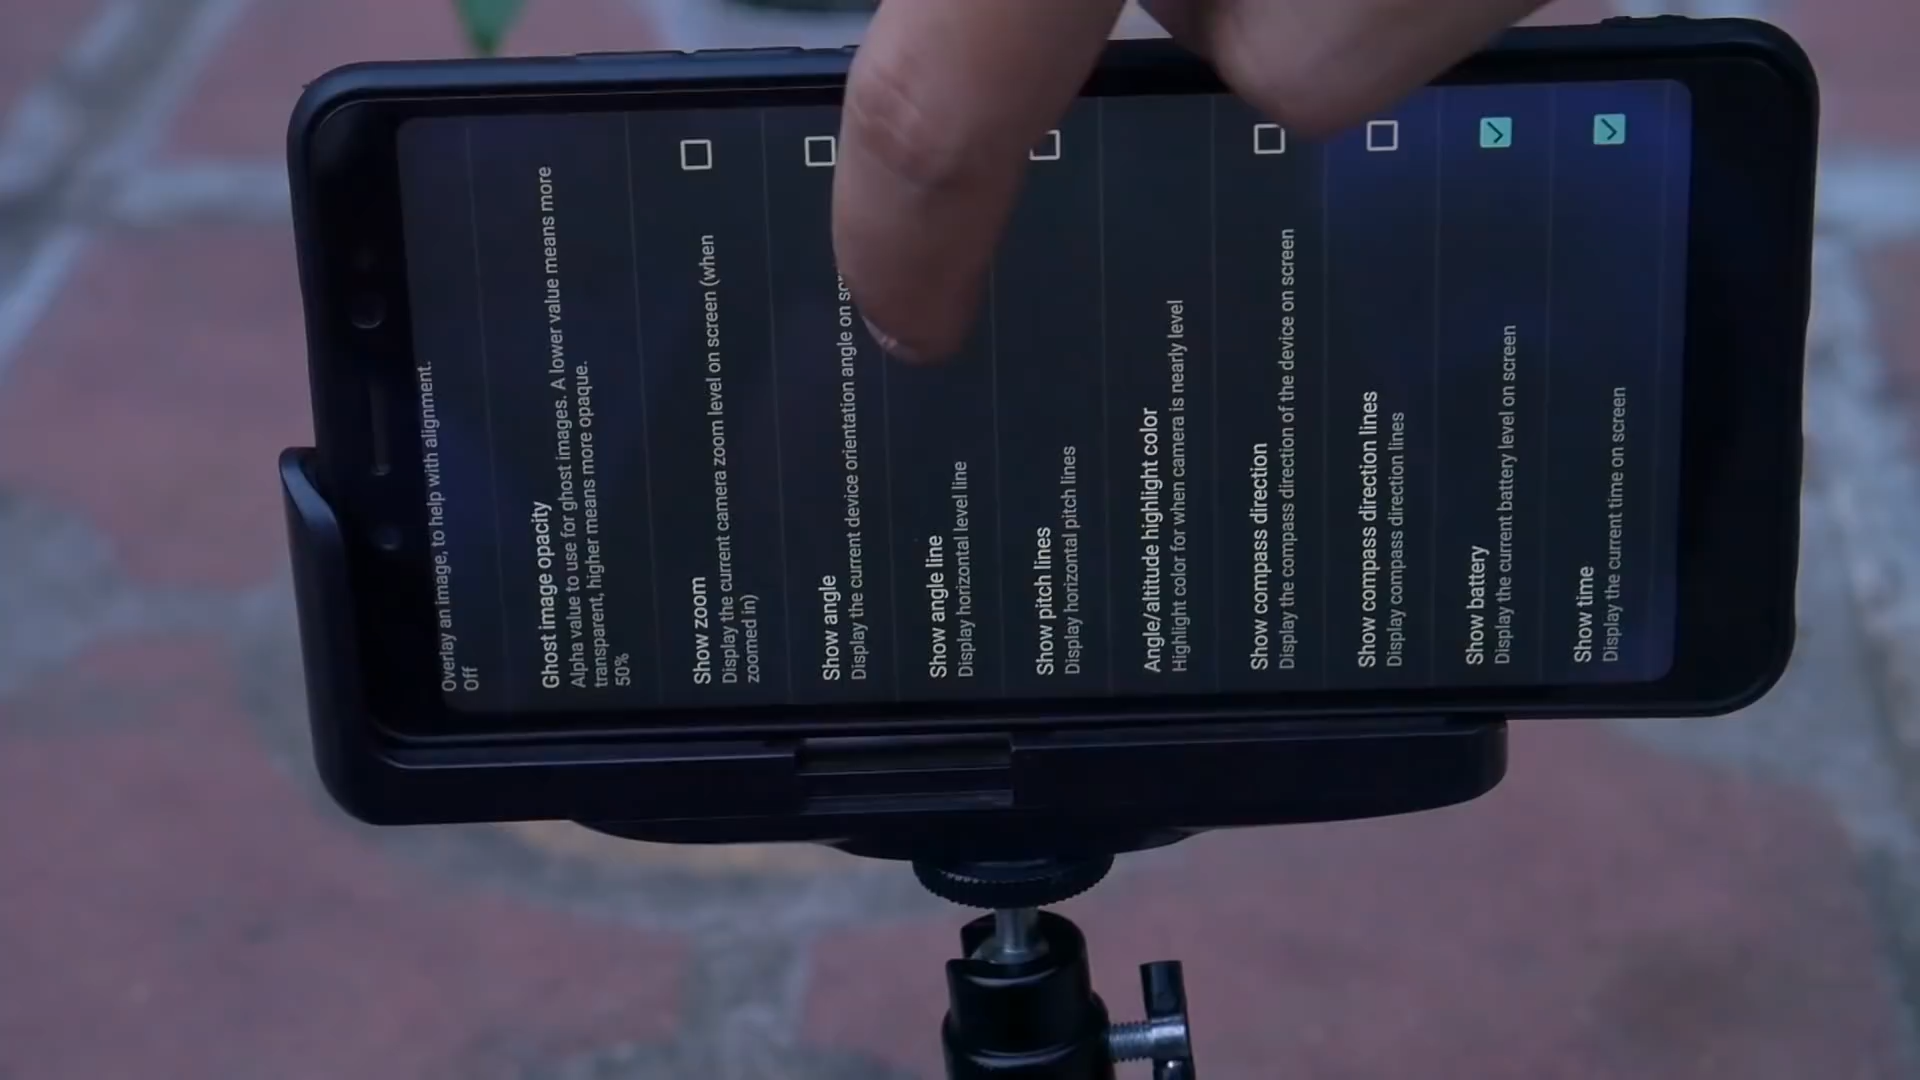 Overlay an image, to help with alignment.
Off
Ghost image opacity
Alpha value to use for ghost images. A lower value means more
transparent, higher means more opaque.
50%
Show zoom
Display the current camera zoom level on screen (when
zoomed in)
Show angle
Display the current device orientation angle on
Show angle line
Display horizontal level line
Show pitch lines
Display horizontal pitch lines
Angle/altitude highlight color
Highlight color for when camera is nearly level
Show compass direction
Display the compass direction of the device on screen
Show compass direction lines
Display compass direction lines
Show battery
Display the current battery level on screen
Show time
Display the current time on screen